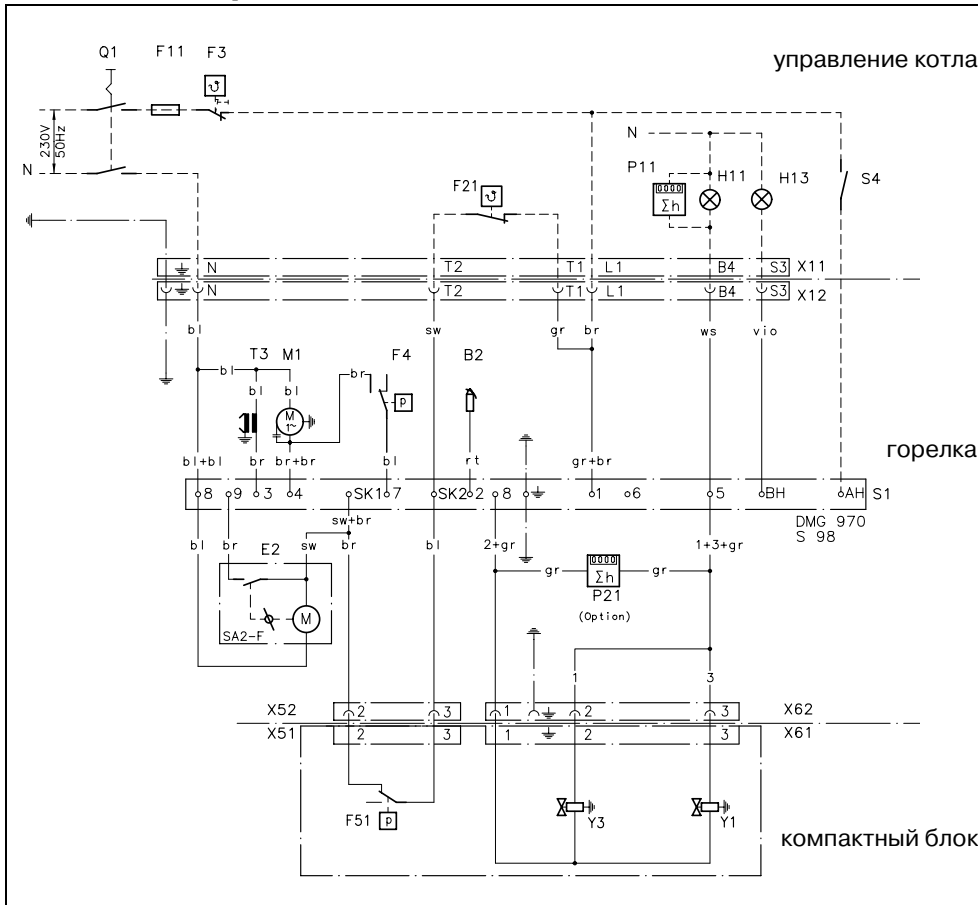 управление котла
Q1 F11 F3
ϑ
230V
50Hz
N
N
P11 H11 H13 S4
0000
Σh
F21 ϑ
N T2 T1 L1 B4 S3 X11
N T2 T1 L1 B4 S3 X12
bl sw gr br ws vio
T3 M1 F4 B2
bl bl bl br
M
1~
p
горелка
bl+bl br br+br bl rt gr+br
8 9 3 4 SK1 7 SK2 2 8 1 6 5 BH AH S1
DMG 970
S 98
sw+br
bl br sw br bl 2+gr 1+3+gr
E2
gr 0000 gr
Σh
P21
(Option)
M
SA2-F
1 3
X52 2 3 1 2 3 X62
X51 2 3 1 2 3 X61
F51 p
Y3 Y1
компактный блок